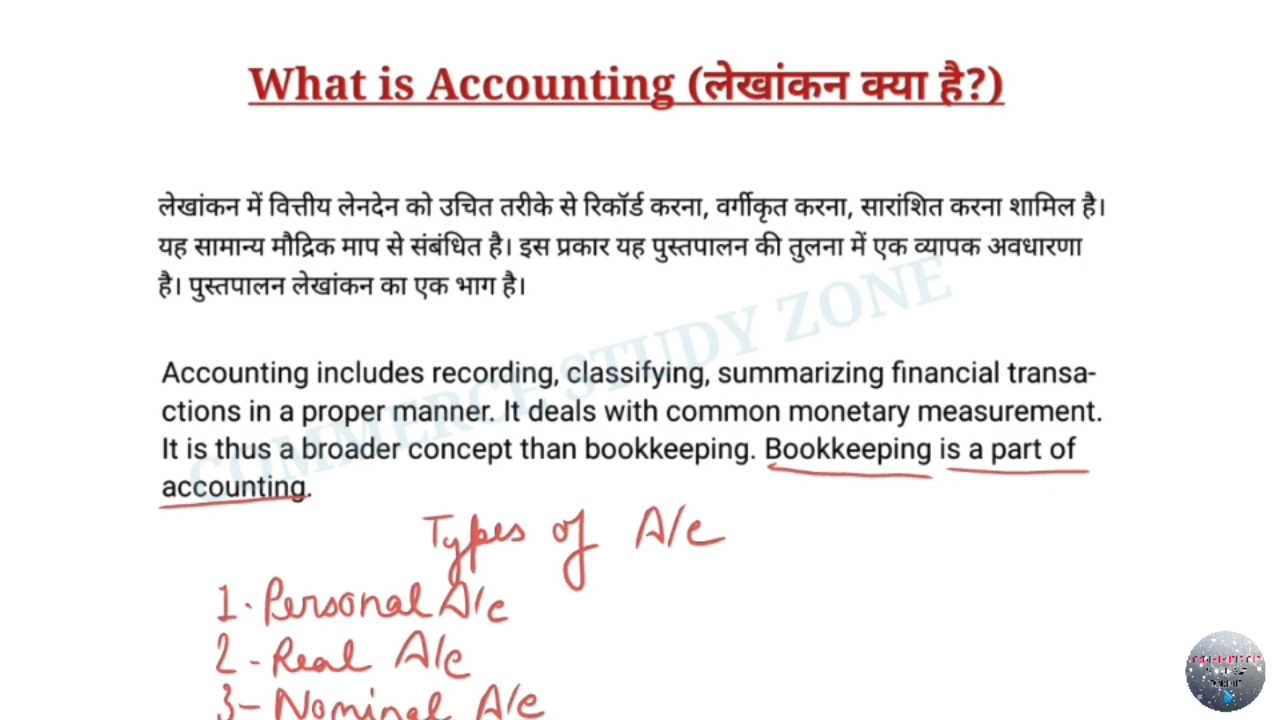 What is Accounting (लेखांकन क्या है?)
लेखांकन में वित्तीय लेनदेन को उचित तरीके से रिकॉर्ड करना, वर्गीकृत करना, सारांशित करना शामिल है।
यह सामान्य मौद्रिक माप से संबंधित है। इस प्रकार यह पुस्तपालन की तुलना में एक व्यापक अवधारणा
है। पुस्तपालन लेखांकन का एक भाग है।
COMMERCE STUDY ZONE
Accounting includes recording, classifying, summarizing financial transa-
ctions in a proper manner. It deals with common monetary measurement.
It is thus a broader concept than bookkeeping. Bookkeeping is a part of
accounting.
Types of A/c
1. Personal A/c
2 - Real A/c
3- Nominal A/c